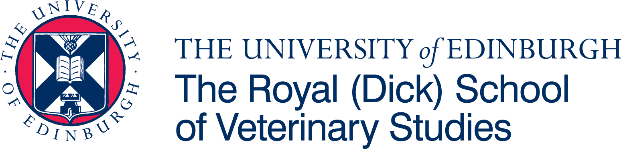 THE UNIVERSITY
OF EDINBURGH
THE UNIVERSITY of EDINBURGH
The Royal (Dick) School
of Veterinary Studies